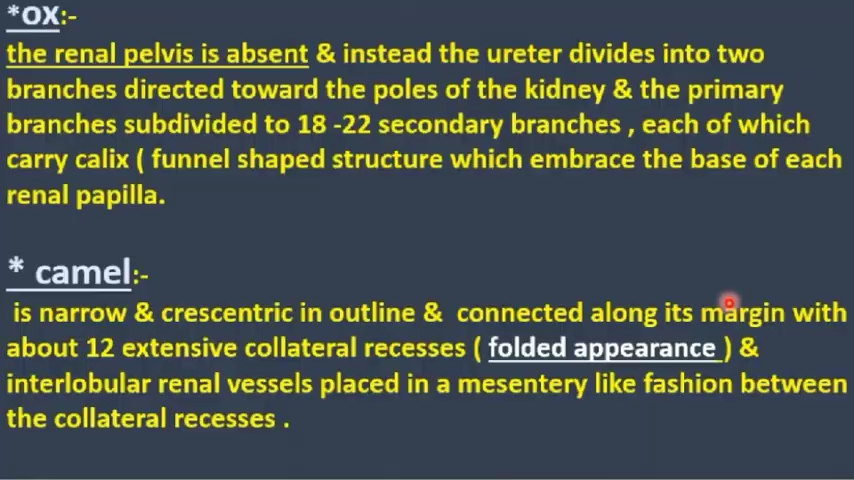 *OX:-
the renal pelvis is absent & instead the ureter divides into two
branches directed toward the poles of the kidney & the primary
branches subdivided to 18 -22 secondary branches , each of which
carry calix ( funnel shaped structure which embrace the base of each
renal papilla.
* camel:-
is narrow & crescentric in outline & connected along its margin with
about 12 extensive collateral recesses ( folded appearance ) &
interlobular renal vessels placed in a mesentery like fashion between
the collateral recesses .